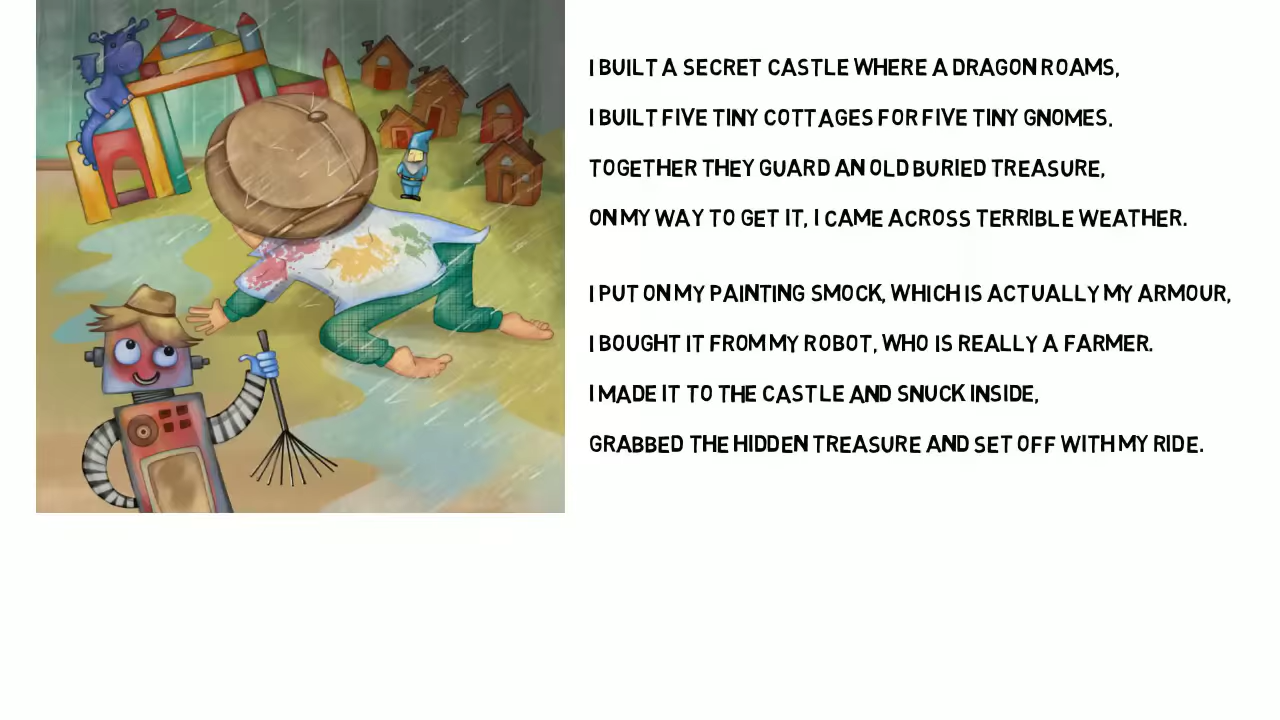 I BUILT A SECRET CASTLE WHERE A DRAGON ROAMS,
I BUILT FIVE TINY COTTAGES FOR FIVE TINY GNOMES.
TOGETHER THEY GUARD AN OLD BURIED TREASURE,
ON MY WAY TO GET IT, I CAME ACROSS TERRIBLE WEATHER.
I PUT ON MY PAINTING SMOCK, WHICH IS ACTUALLY MY ARMOUR,
I BOUGHT IT FROM MY ROBOT, WHO IS REALLY A FARMER.
I MADE IT TO THE CASTLE AND SNUCK INSIDE,
GRABBED THE HIDDEN TREASURE AND SET OFF WITH MY RIDE.